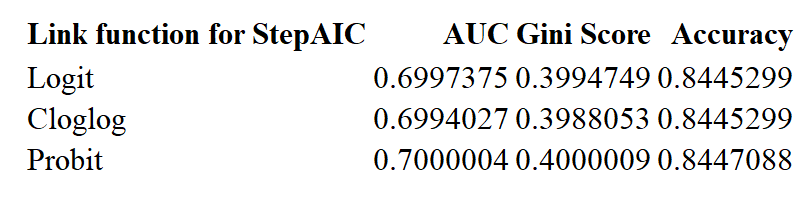 Link function for StepAIC AUC Gini Score Accuracy
Logit 0.6997375 0.3994749 0.8445299
Cloglog 0.6994027 0.3988053 0.8445299
Probit 0.7000004 0.4000009 0.8447088